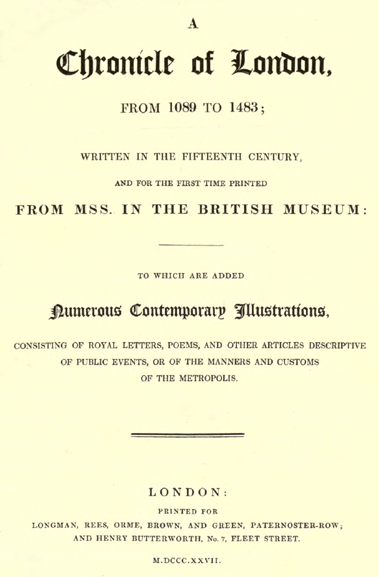 A
Chronicle of London,
FROM 1089 TO 1483;
WRITTEN IN THE FIFTEENTH CENTURY,
AND FOR THE FIRST TIME PRINTED
FROM MSS. IN THE BRITISH MUSEUM:
TO WHICH ARE ADDED
Numerous Contemporary Illustrations,
CONSISTING OF ROYAL LETTERS, POEMS, AND OTHER ARTICLES DESCRIPTIVE
OF PUBLIC EVENTS, OR OF THE MANNERS AND CUSTOMS
OF THE METROPOLIS.
LONDON:
PRINTED FOR
LONGMAN, REES, ORME, BROWN, AND GREEN, PATERNOSTER-ROW;
AND HENRY BUTTERWORTH, No. 7, FLEET STREET.
M.DCCC.XXVII.